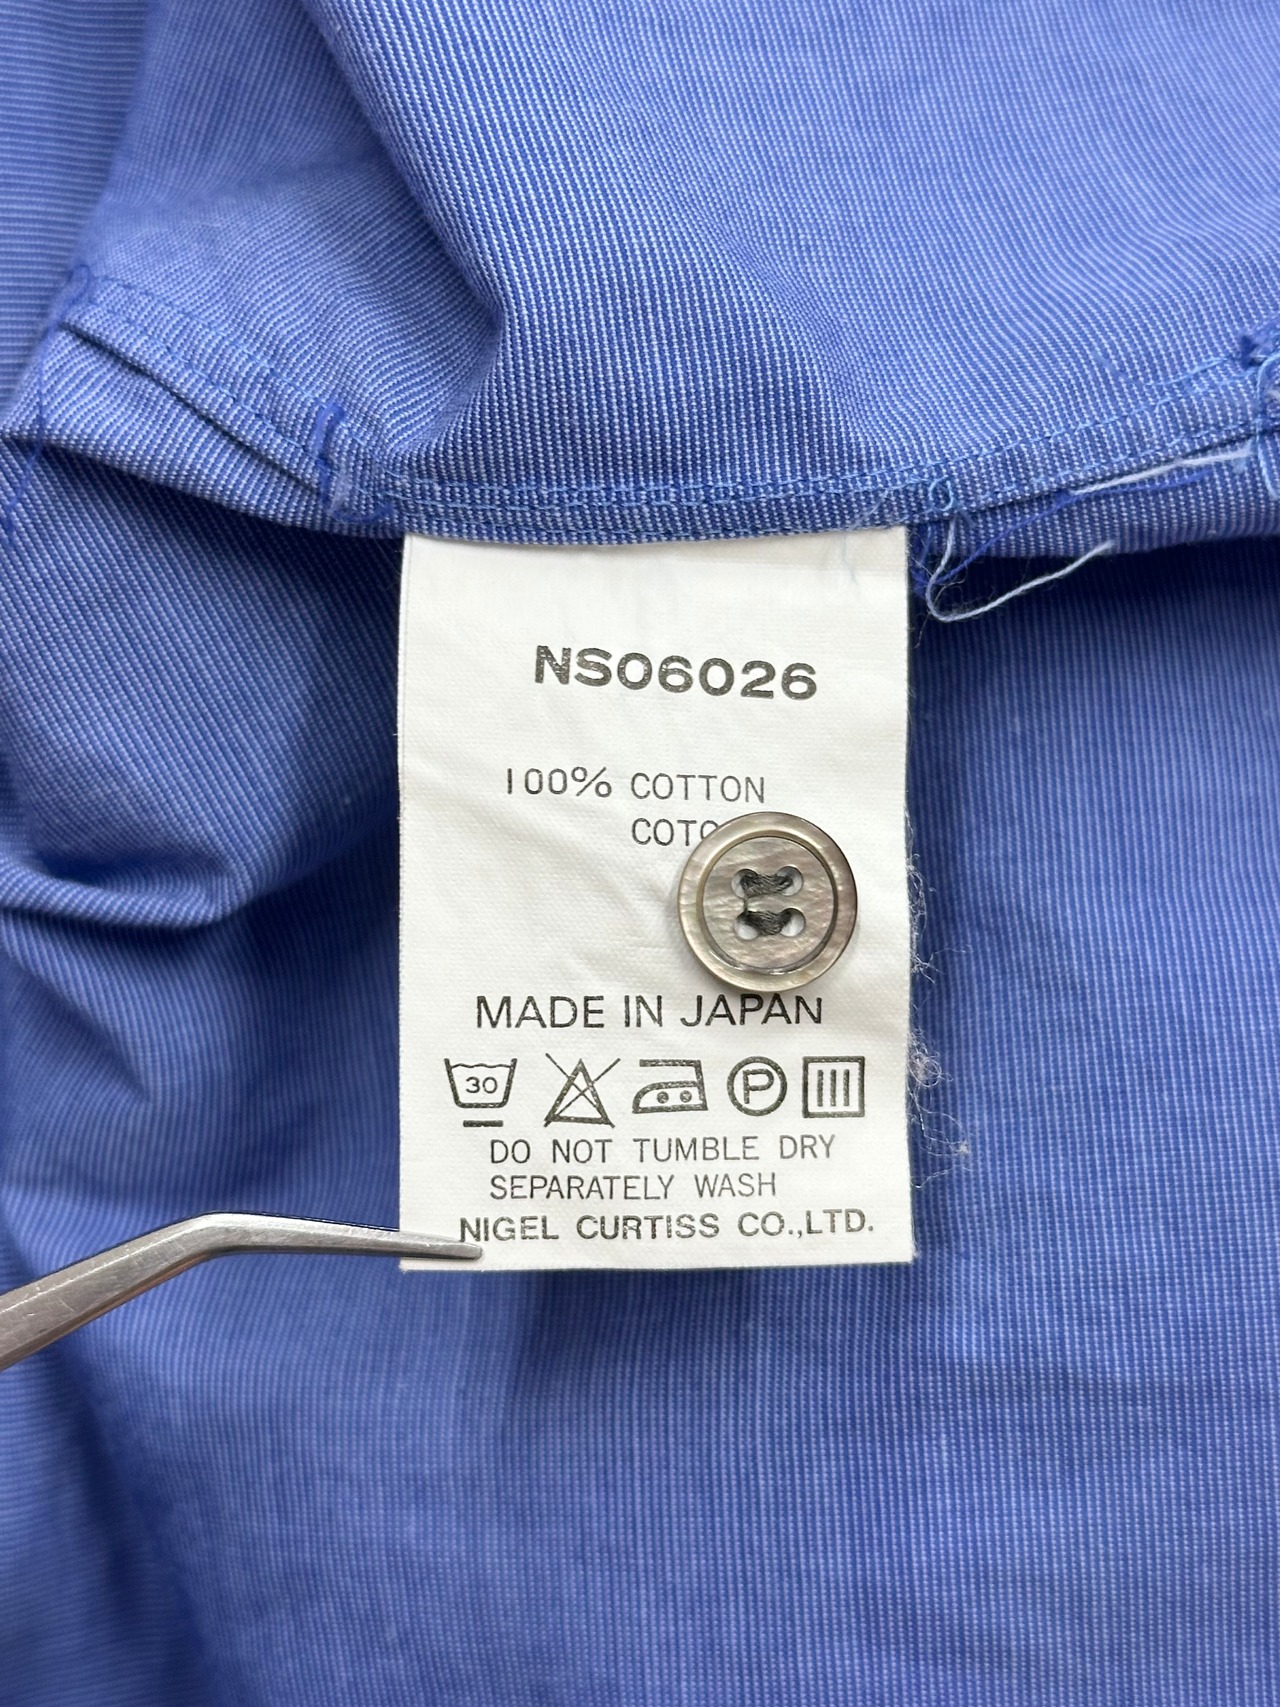 NS06026
100% COTTON
MADE IN JAPAN
30 P
DO NOT TUMBLE DRY
SEPARATELY WASH
NIGEL CURTISS CO.,LTD.